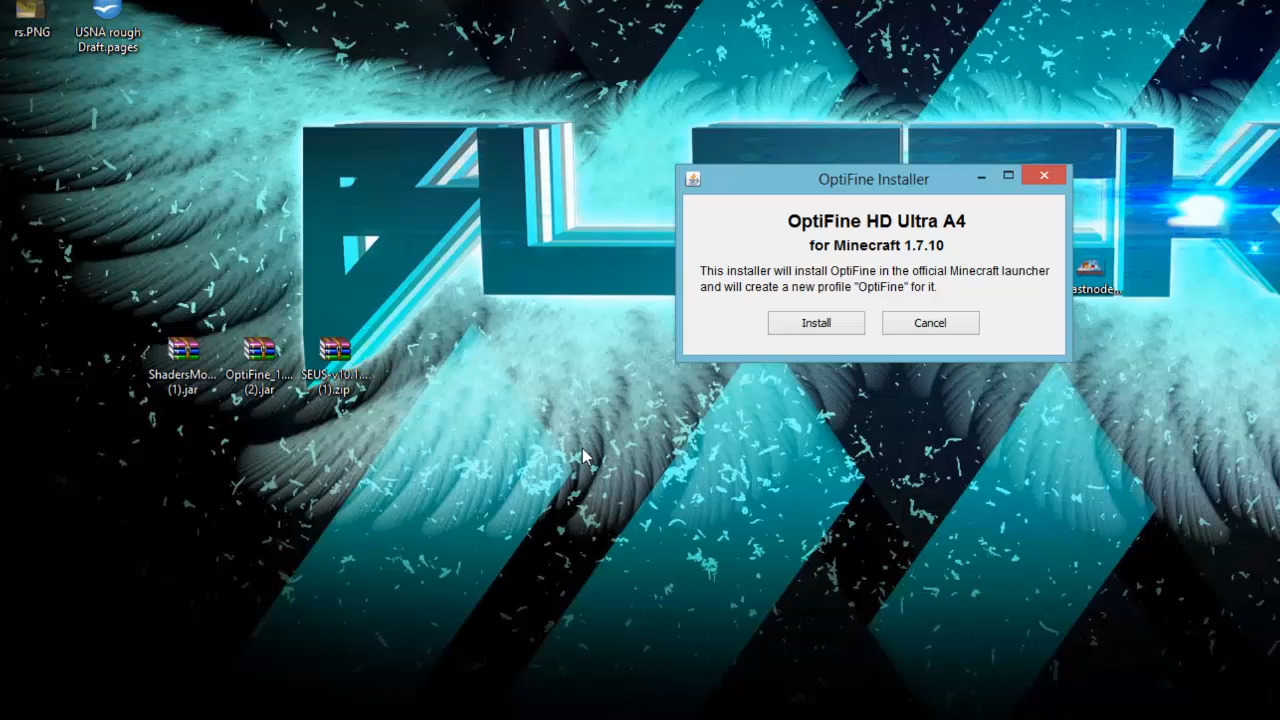 rs.PNG
USNA rough
Draft.pages
OptiFine Installer
OptiFine HD Ultra A4
for Minecraft 1.7.10
This installer will install OptiFine in the official Minecraft launcher
and will create a new profile "OptiFine" for it.
Install
Cancel
astnode...
ShadersMo...
(1).jar
OptiFine_1....
(2).jar
SEUS-v10.1....
(1).zip